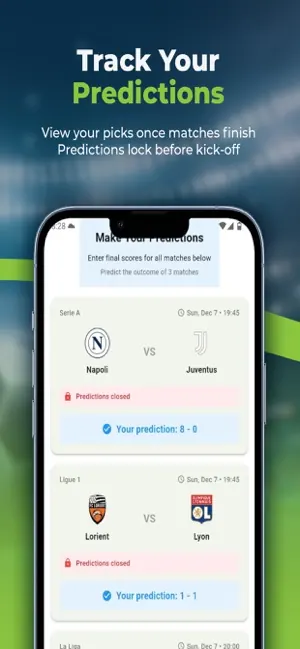 Track Your
Predictions
View your picks once matches finish
Predictions lock before kick-off
:28
Make Your Predictions
Enter final scores for all matches below
Predict the outcome of 3 matches
Serie A
Sun, Dec 7 • 19:45
N
VS
Napoli
Juventus
Predictions closed
Your prediction: 8 - 0
Ligue 1
Sun, Dec 7 • 19:45
OL
VS
Lorient
Lyon
Predictions closed
Your prediction: 1 - 1
La Liga
Sun, Dec 7 • 20:00